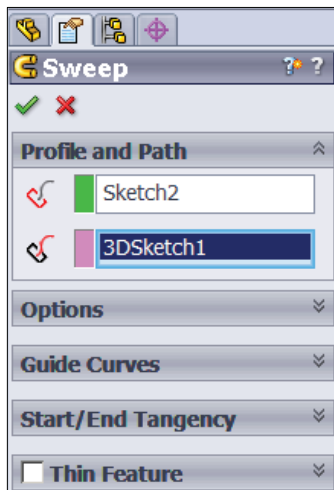 Sweep ?
Profile and Path
Sketch2
3DSketch1
Options
Guide Curves
Start/End Tangency
Thin Feature